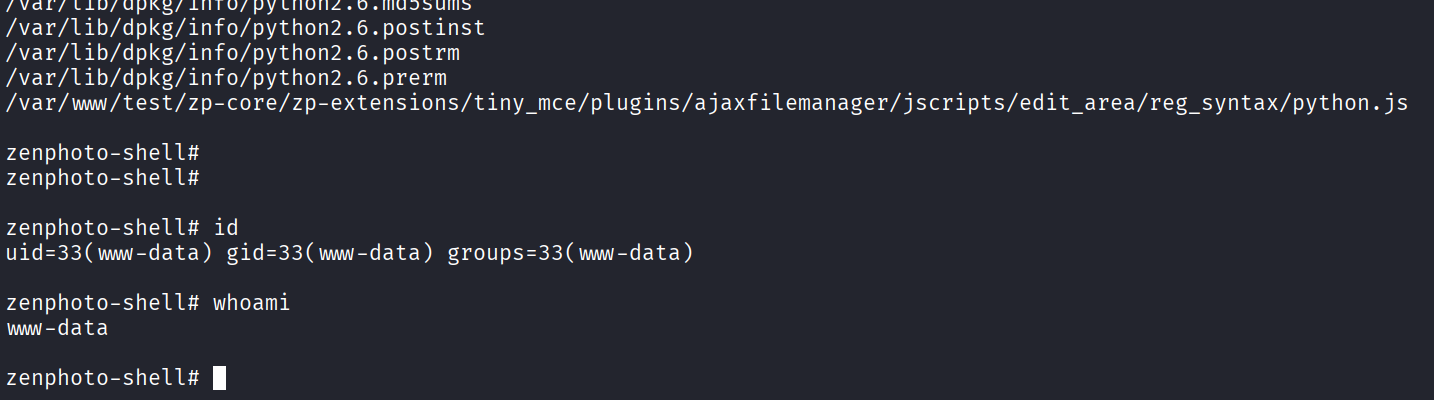 /var/lib/dpkg/info/python2.6.md5sums
/var/lib/dpkg/info/python2.6.postinst
/var/lib/dpkg/info/python2.6.postrm
/var/lib/dpkg/info/python2.6.prerm
/var/www/test/zp-core/zp-extensions/tiny_mce/plugins/ajaxfilemanager/jscripts/edit_area/reg_syntax/python.js
zenphoto-shell#
zenphoto-shell#
zenphoto-shell# id
uid=33(www-data) gid=33(www-data) groups=33(www-data)
zenphoto-shell# whoami
www-data
zenphoto-shell#